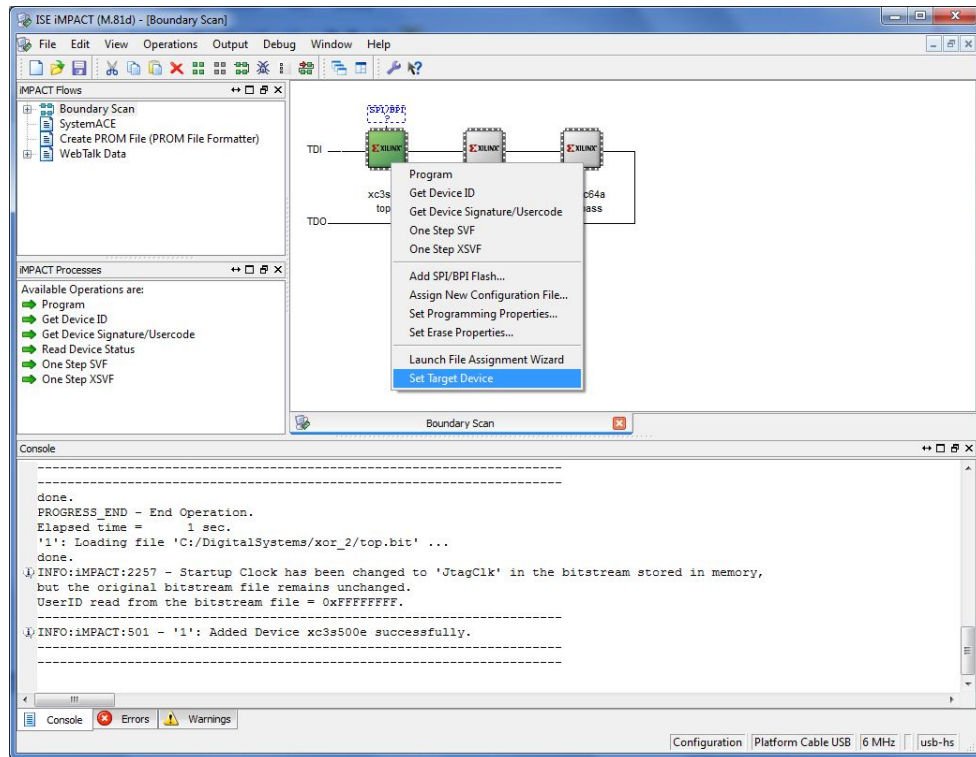 ISE iMPACT (M.81d) - [Boundary Scan]
File Edit View Operations Output Debug Window Help
iMPACT Flows
Boundary Scan
SystemACE
Create PROM File (PROM File Formatter)
WebTalk Data
SPI/BPI
?
TDI XILINX XILINX XILINX
xc3s c64a
top ass
TDO
Program
Get Device ID
Get Device Signature/Usercode
One Step SVF
One Step XSVF
Add SPI/BPI Flash...
Assign New Configuration File...
Set Programming Properties...
Set Erase Properties...
Launch File Assignment Wizard
Set Target Device
iMPACT Processes
Available Operations are:
Program
Get Device ID
Get Device Signature/Usercode
Read Device Status
One Step SVF
One Step XSVF
Boundary Scan
Console
----------------------------------------------------------------------
----------------------------------------------------------------------
done.
PROGRESS_END - End Operation.
Elapsed time =      1 sec.
'1': Loading file 'C:/DigitalSystems/xor_2/top.bit' ...
done.
INFO:iMPACT:2257 - Startup Clock has been changed to 'JtagClk' in the bitstream stored in memory,
but the original bitstream file remains unchanged.
UserID read from the bitstream file = 0xFFFFFFFF.
----------------------------------------------------------------------
INFO:iMPACT:501 - '1': Added Device xc3s500e successfully.
----------------------------------------------------------------------
----------------------------------------------------------------------
Console Errors Warnings
Configuration Platform Cable USB 6 MHz usb-hs